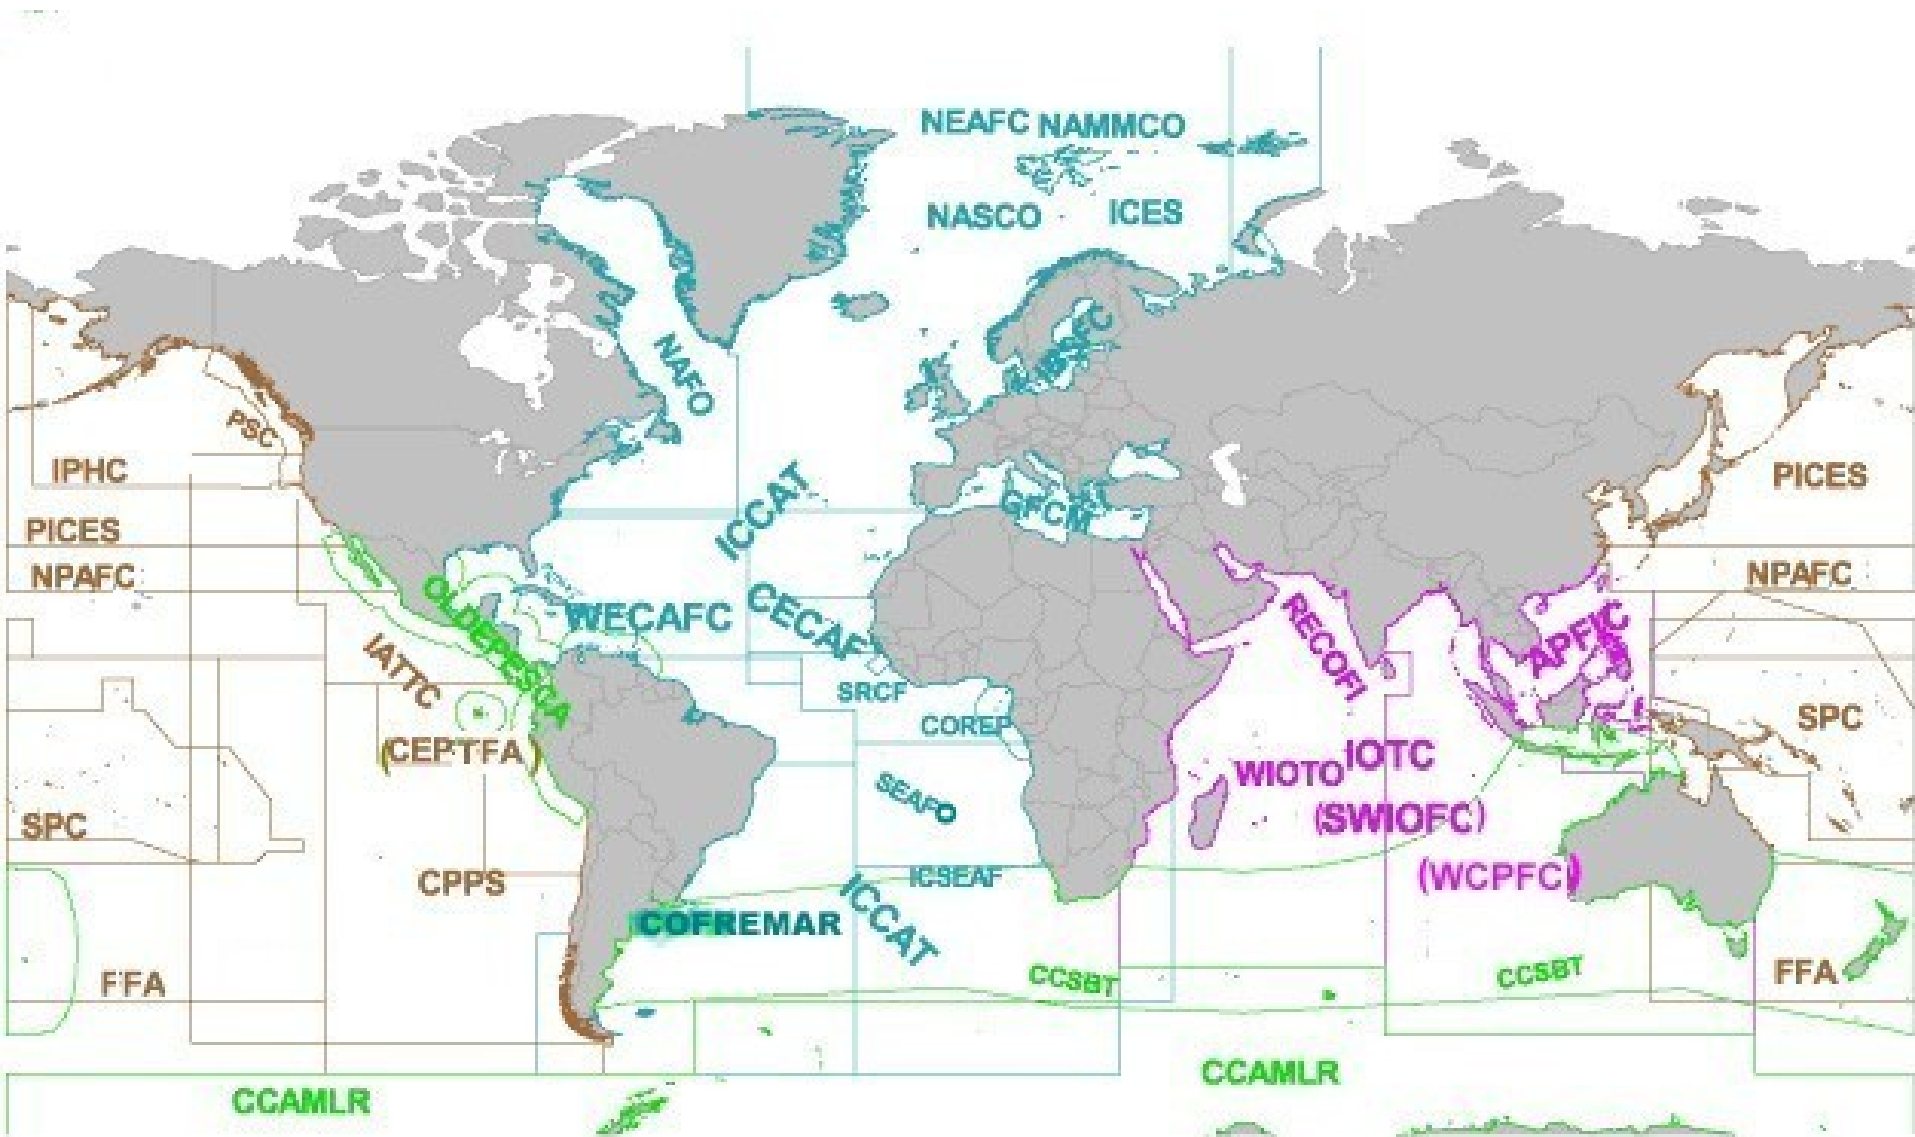 NEAFC NAMMCO
NASCO
ICES
NAFO
IBSFC
PSC
IPHC
PICES
PICES
ICCAT
GFCM
PICES
NPAFC
NPAFC
OLDEPESCA
WECAFC
CECAF
RECOFI
APFIC
IATTC
SRCF
COREP
SPC
(CEPTFA)
WIOTO
IOTC
SEAFO
(SWIOFC)
SPC
CPPS
ICSEAF
(WCPFC)
COFREMAR
ICCAT
FFA
CCSBT
CCSBT
FFA
CCAMLR
CCAMLR